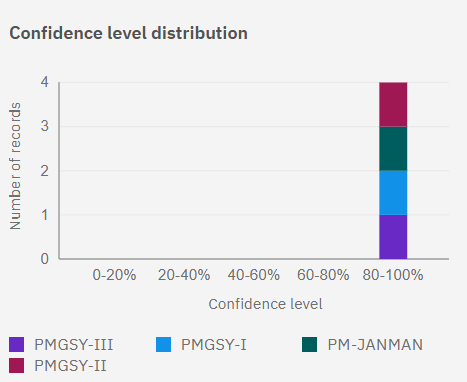 Confidence level distribution
Number of records
4
3
2
1
0
0-20% 20-40% 40-60% 60-80% 80-100%
Confidence level
PMGSY-III PMGSY-I PM-JANMAN
PMGSY-II